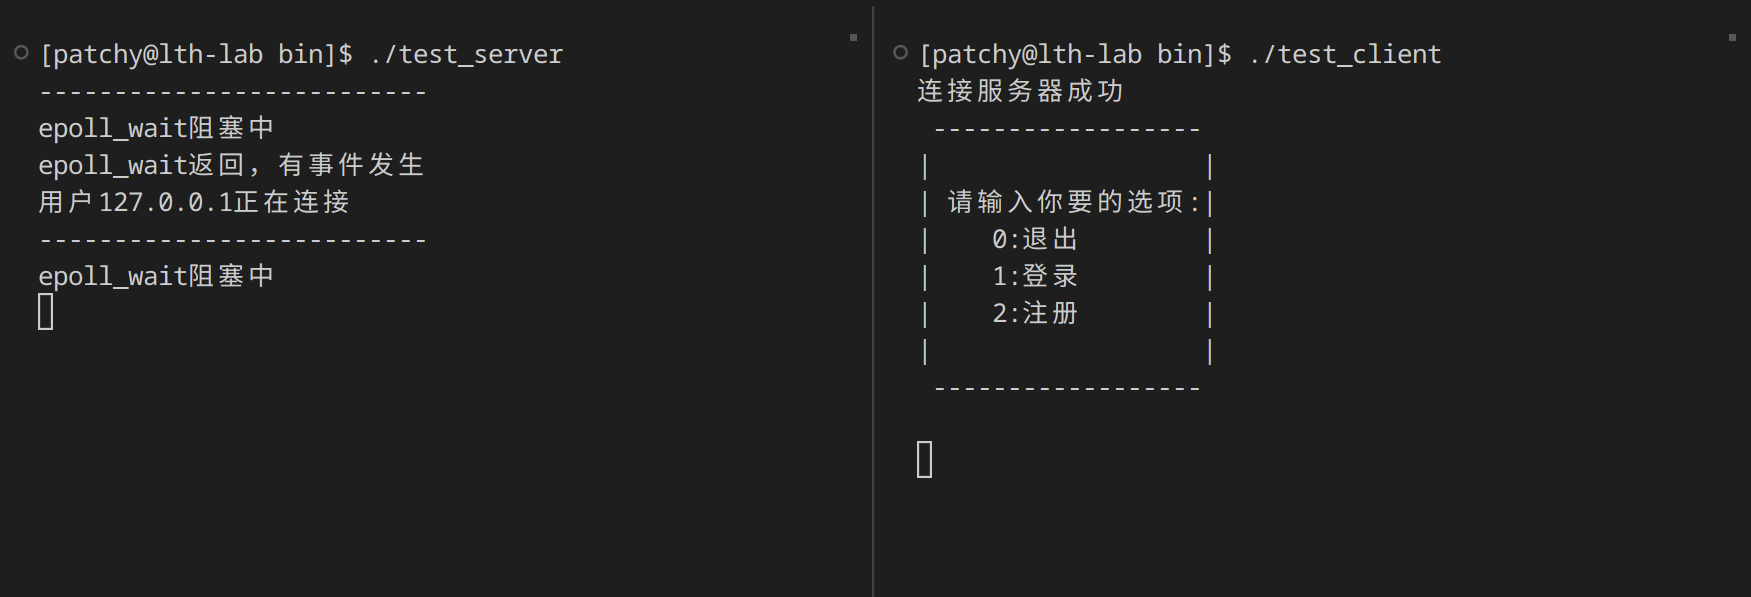 [patchy@lth-lab bin]$ ./test_server
--------------------------
epoll_wait阻塞中
epoll_wait返回，有事件发生
用户127.0.0.1正在连接
--------------------------
epoll_wait阻塞中
[patchy@lth-lab bin]$ ./test_client
连接服务器成功
 ------------------
|                  |
| 请输入你要的选项:|
|    0:退出        |
|    1:登录        |
|    2:注册        |
|                  |
 ------------------